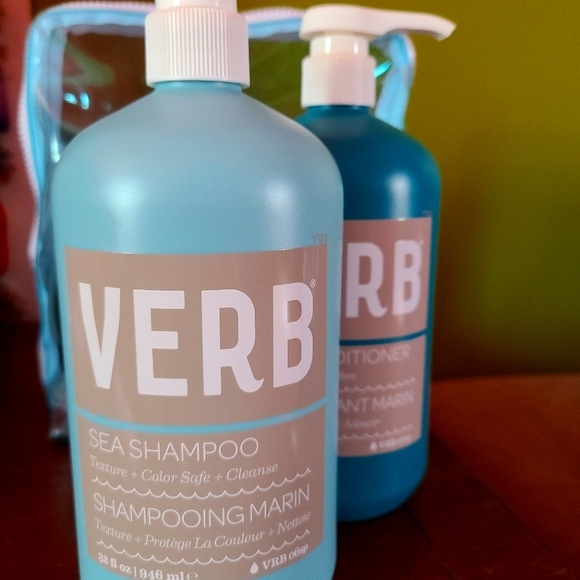 VERB®
SEA SHAMPOO
Texture + Color Safe + Cleanse
SHAMPOOING MARIN
Texture + Protège La Couleur + Nettoie
32 fl oz | 946 ml ℮
VRB 06sp
RB
DITIONER
ANT MARIN